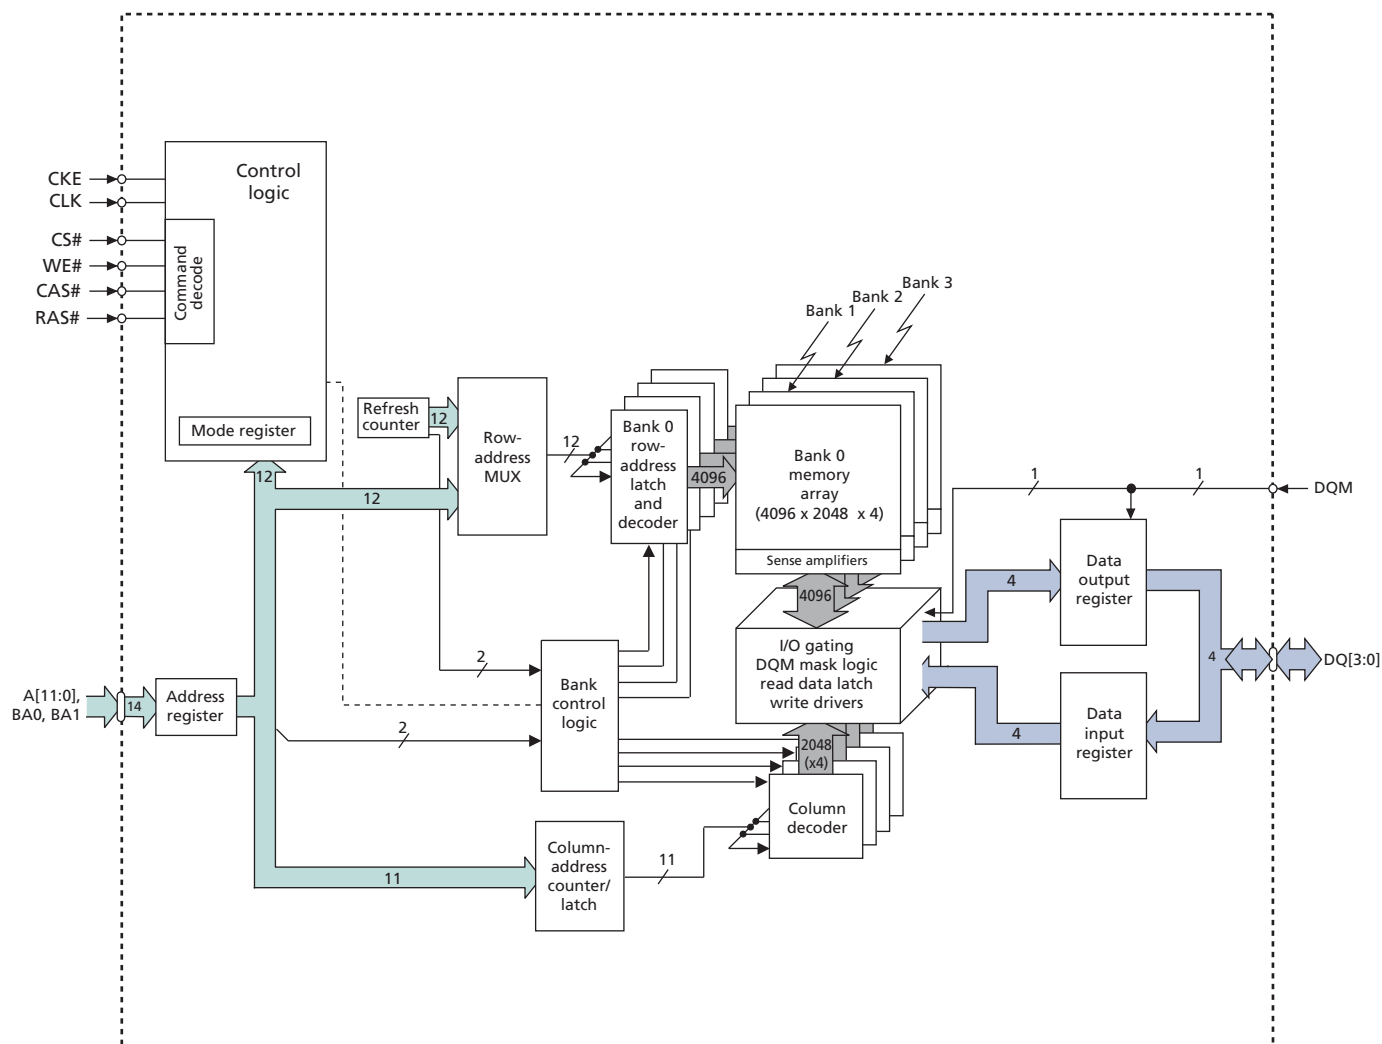 Control
logic
CKE
CLK
CS#
WE#
CAS#
RAS#
Command
decode
Mode register
12
Refresh
counter
12
12
Row-
address
MUX
12
Bank 0
row-
address
latch
and
decoder
4096
Bank 1
Bank 2
Bank 3
Bank 0
memory
array
(4096 x 2048 x 4)
Sense amplifiers
4096
I/O gating
DQM mask logic
read data latch
write drivers
2048
(x4)
Column
decoder
1
1
DQM
4
Data
output
register
4
DQ[3:0]
4
Data
input
register
A[11:0],
BA0, BA1
14
Address
register
2
2
Bank
control
logic
11
Column-
address
counter/
latch
11